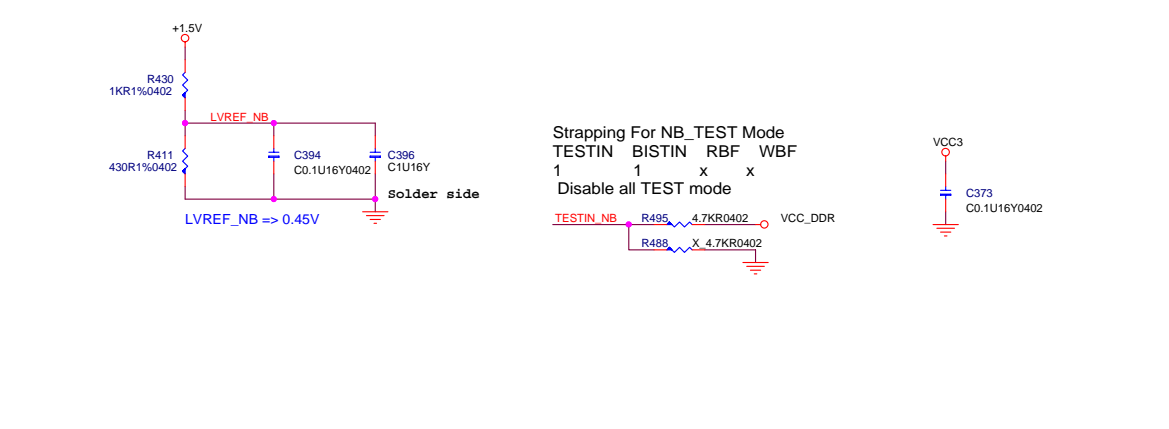 +1.5V
R430
1KR1%0402
LVREF_NB
R411
430R1%0402
C394
C0.1U16Y0402
C396
C1U16Y
Solder side
LVREF_NB => 0.45V
Strapping For NB_TEST Mode
TESTIN BISTIN RBF WBF
1 1 x x
Disable all TEST mode
TESTIN_NB
R495 4.7KR0402
VCC_DDR
R488 X_4.7KR0402
VCC3
C373
C0.1U16Y0402